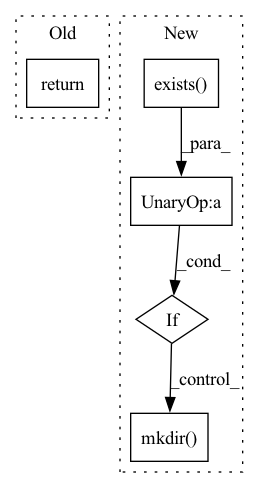 Old
New
return
exists()
_para_
UnaryOp:a
_cond_
If
_control_
mkdir()